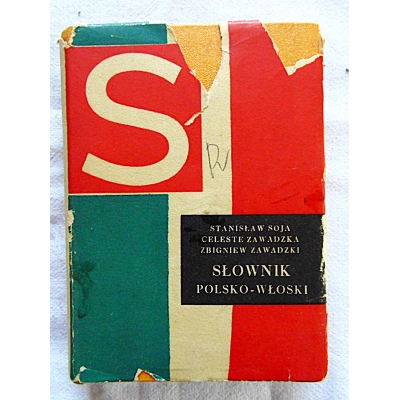 S
STANISŁAW SOJA
CELESTE ZAWADZKA
ZBIGNIEW ZAWADZKI
SŁOWNIK
POLSKO-WŁOSKI